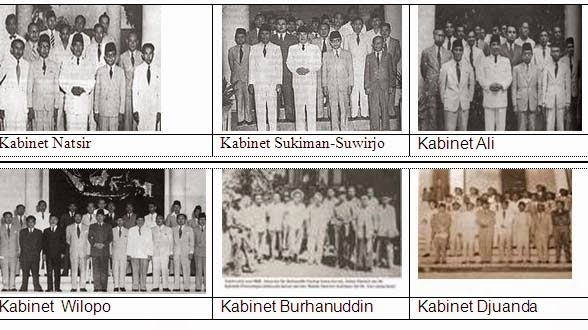 Kabinet Natsir
Kabinet Sukiman-Suwirjo
Kabinet Ali
Kabinet Wilopo
Kabinet Burhanuddin
Kabinet Djuanda